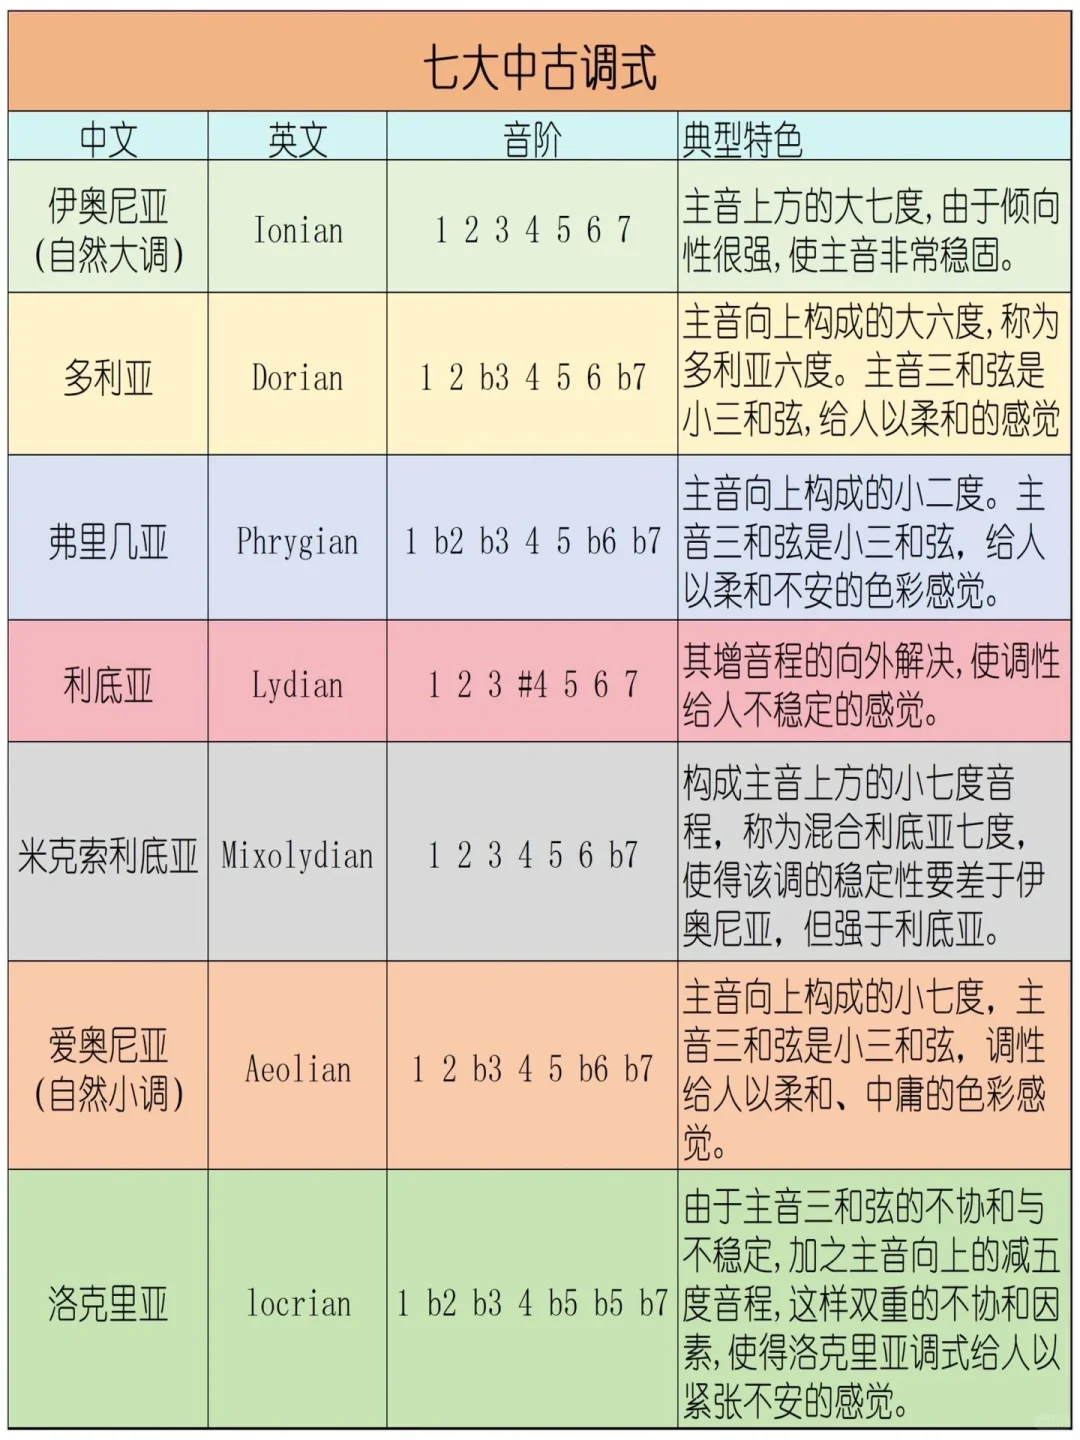 七大中古调式
中文 英文 音阶 典型特色
伊奥尼亚
(自然大调)
Ionian
1 2 3 4 5 6 7
主音上方的大七度,由于倾向
性很强,使主音非常稳固。
多利亚
Dorian
1 2 b3 4 5 6 b7
主音向上构成的大六度,称为
多利亚六度。主音三和弦是
小三和弦,给人以柔和的感觉
弗里几亚
Phrygian
1 b2 b3 4 5 b6 b7
主音向上构成的小二度。主
音三和弦是小三和弦，给人
以柔和不安的色彩感觉。
利底亚
Lydian
1 2 3 #4 5 6 7
其增音程的向外解决,使调性
给人不稳定的感觉。
米克索利底亚
Mixolydian
1 2 3 4 5 6 b7
构成主音上方的小七度音
程，称为混合利底亚七度，
使得该调的稳定性要差于伊
奥尼亚，但强于利底亚。
爱奥尼亚
(自然小调)
Aeolian
1 2 b3 4 5 b6 b7
主音向上构成的小七度，主
音三和弦是小三和弦，调性
给人以柔和、中庸的色彩感
觉。
洛克里亚
locrian
1 b2 b3 4 b5 b5 b7
由于主音三和弦的不协和与
不稳定,加之主音向上的减五
度音程,这样双重的不协和因
素,使得洛克里亚调式给人以
紧张不安的感觉。